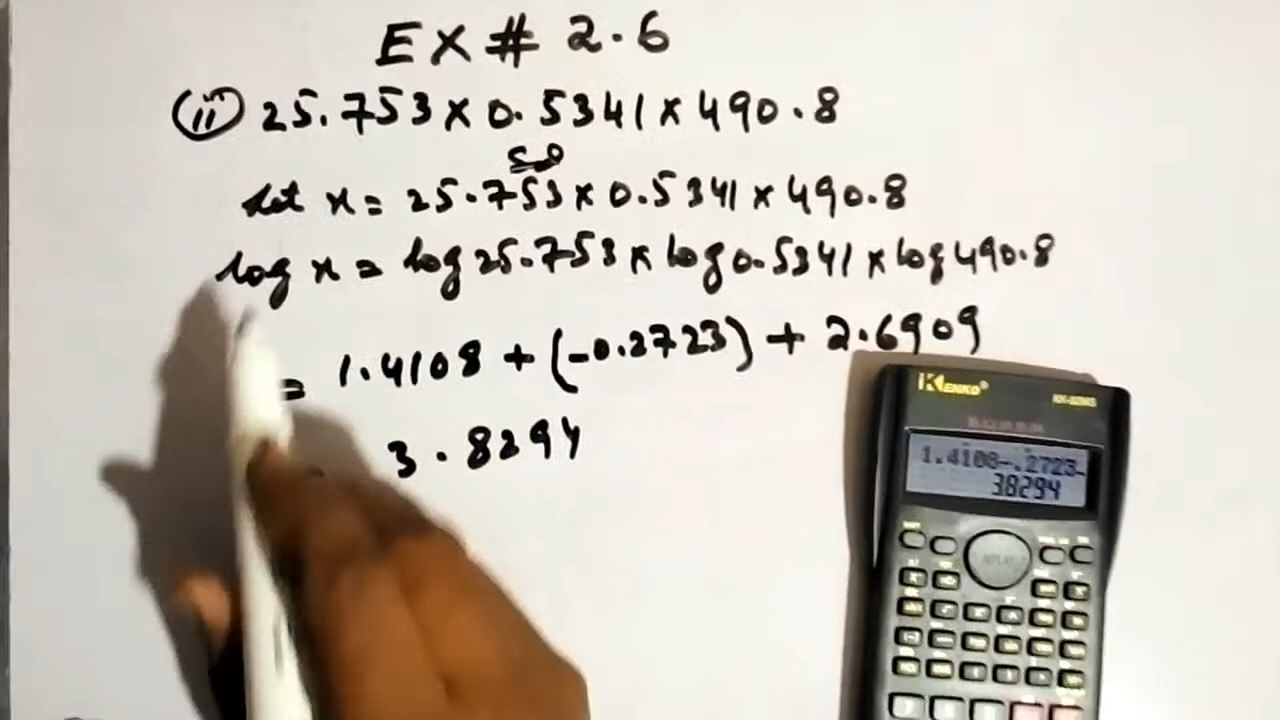 EX # 2.6
(ii) 25.753 × 0.5341 × 490.8
let x = 25.753 × 0.5341 × 490.8
log x = log 25.753 × log 0.5341 × log 490.8
= 1.4108 + (-0.2723) + 2.6909
3.8294
KENKO
1.4108-.2723-
3.8294